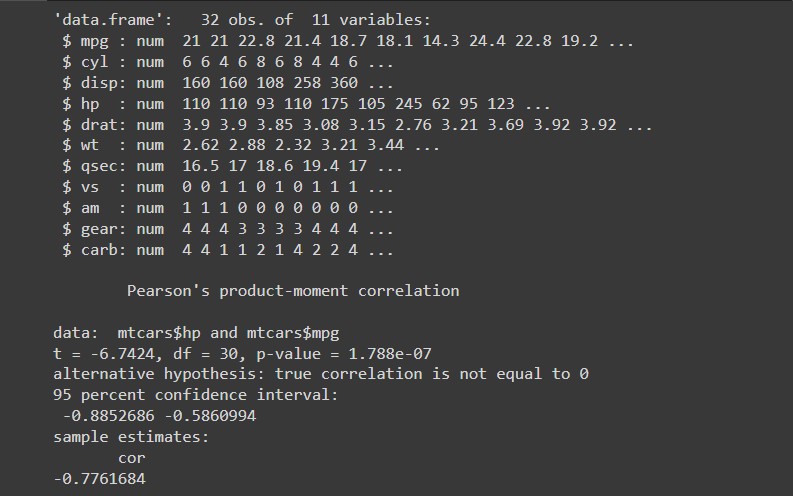 'data.frame':   32 obs. of  11 variables:
 $ mpg : num  21 21 22.8 21.4 18.7 18.1 14.3 24.4 22.8 19.2 ...
 $ cyl : num  6 6 4 6 8 6 8 4 4 6 ...
 $ disp: num  160 160 108 258 360 ...
 $ hp  : num  110 110 93 110 175 105 245 62 95 123 ...
 $ drat: num  3.9 3.9 3.85 3.08 3.15 2.76 3.21 3.69 3.92 3.92 ...
 $ wt  : num  2.62 2.88 2.32 3.21 3.44 ...
 $ qsec: num  16.5 17 18.6 19.4 17 ...
 $ vs  : num  0 0 1 1 0 1 0 1 1 1 ...
 $ am  : num  1 1 1 0 0 0 0 0 0 0 ...
 $ gear: num  4 4 4 3 3 3 3 4 4 4 ...
 $ carb: num  4 4 1 1 2 1 4 2 2 4 ...
        Pearson's product-moment correlation
data:  mtcars$hp and mtcars$mpg
t = -6.7424, df = 30, p-value = 1.788e-07
alternative hypothesis: true correlation is not equal to 0
95 percent confidence interval:
 -0.8852686 -0.5860994
sample estimates:
       cor
-0.7761684